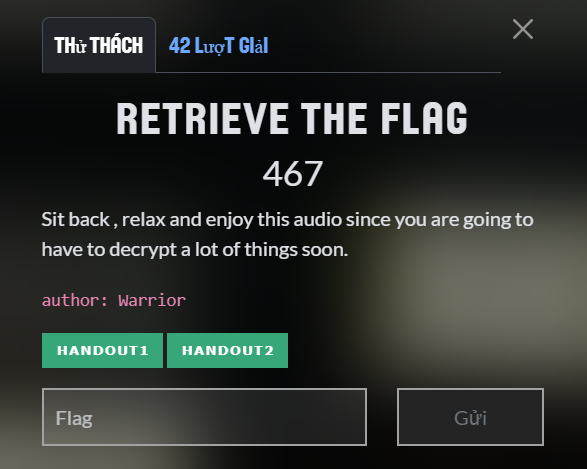 THử THÁCH
42 LượT GIảI
RETRIEVE THE FLAG
467
Sit back , relax and enjoy this audio since you are going to
have to decrypt a lot of things soon.
author: Warrior
HANDOUT1 HANDOUT2
Flag
Gửi